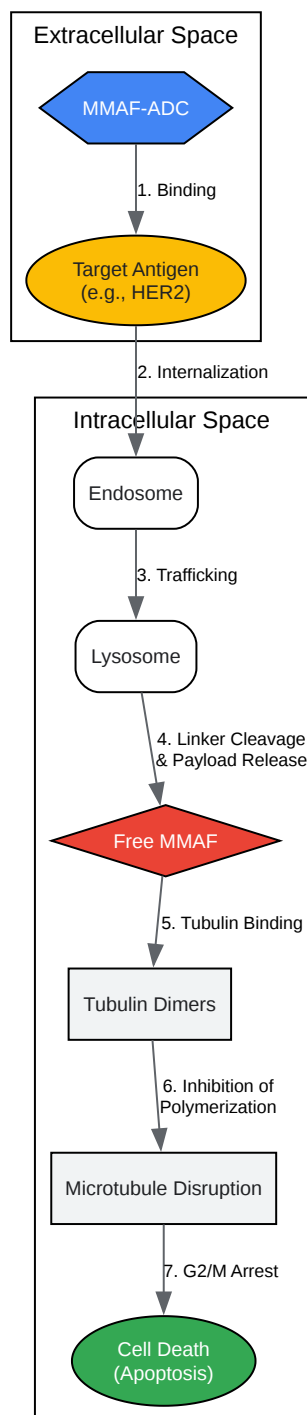 Extracellular Space
MMAF-ADC
1. Binding
Target Antigen
(e.g., HER2)
2. Internalization
Intracellular Space
Endosome
3. Trafficking
Lysosome
4. Linker Cleavage
& Payload Release
Free MMAF
5. Tubulin Binding
Tubulin Dimers
6. Inhibition of
Polymerization
Microtubule Disruption
7. G2/M Arrest
Cell Death
(Apoptosis)